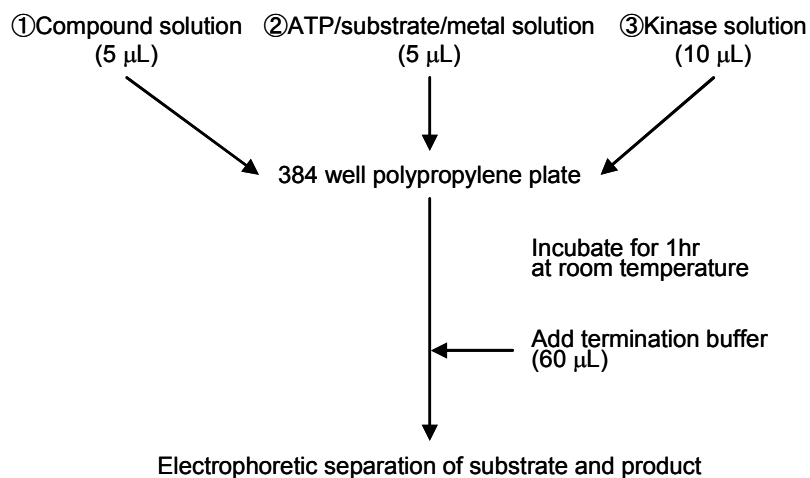 ①Compound solution
(5 μL)
②ATP/substrate/metal solution
(5 μL)
③Kinase solution
(10 μL)
384 well polypropylene plate
Incubate for 1hr
at room temperature
Add termination buffer
(60 μL)
Electrophoretic separation of substrate and product